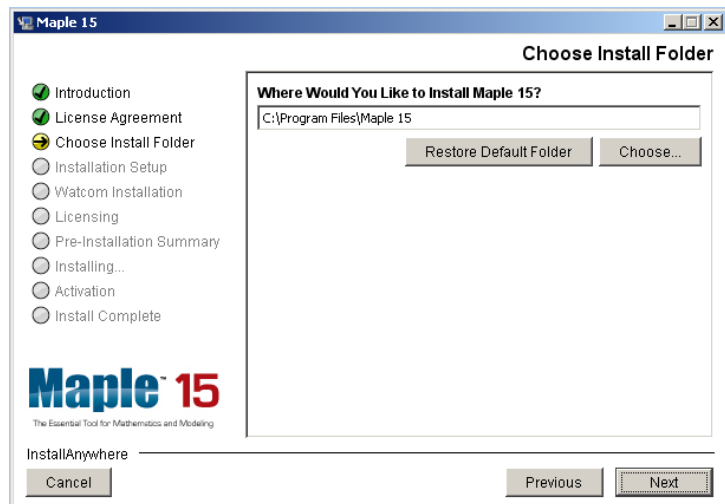 Maple 15
Choose Install Folder
Introduction
License Agreement
Choose Install Folder
Installation Setup
Watcom Installation
Licensing
Pre-Installation Summary
Installing...
Activation
Install Complete
Where Would You Like to Install Maple 15?
C:\Program Files\Maple 15
Restore Default Folder
Choose...
Maple™ 15
The Essential Tool for Mathematics and Modeling
InstallAnywhere
Cancel
Previous
Next